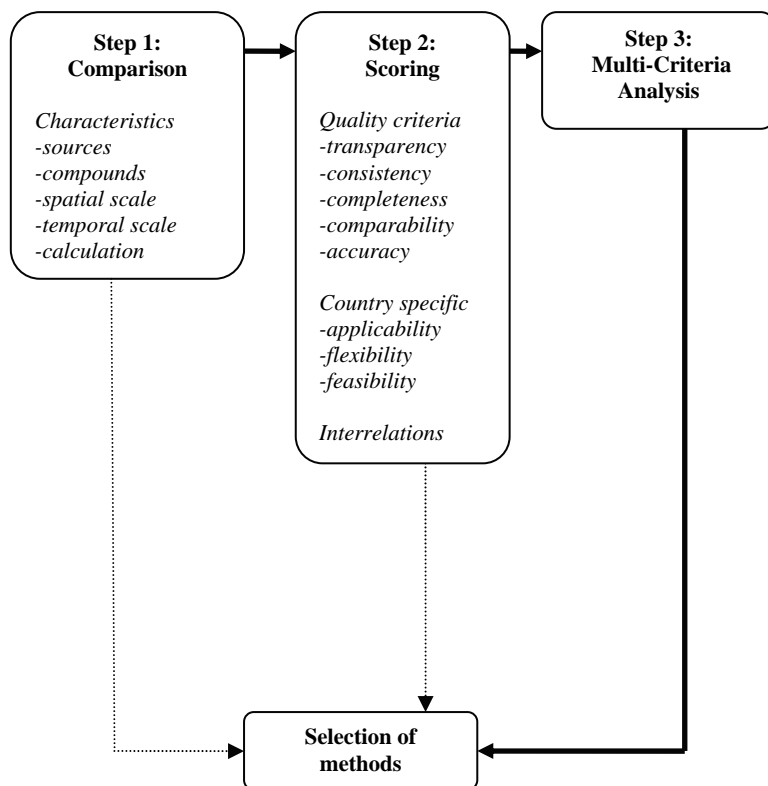 Step 1:
Comparison
Characteristics
-sources
-compounds
-spatial scale
-temporal scale
-calculation
Step 2:
Scoring
Quality criteria
-transparency
-consistency
-completeness
-comparability
-accuracy
Country specific
-applicability
-flexibility
-feasibility
Interrelations
Step 3:
Multi-Criteria
Analysis
Selection of
methods